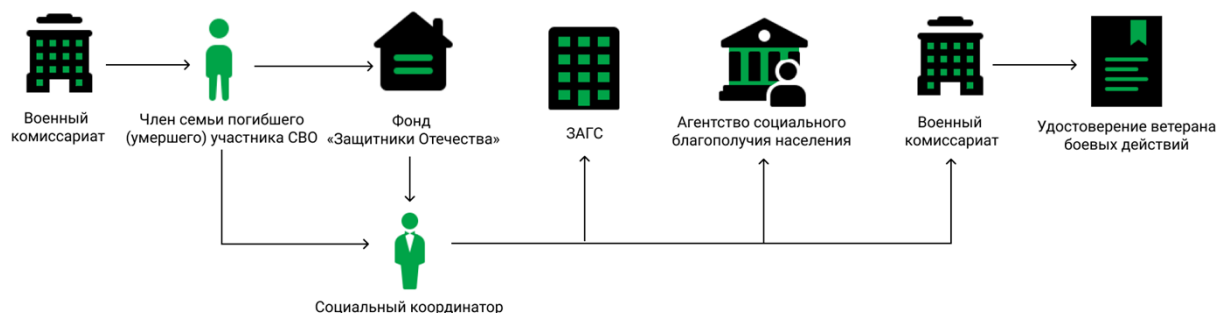 Военный
комиссариат
Член семьи погибшего
(умершего) участника СВО
Фонд
«Защитники Отечества»
ЗАГС
Агентство социального
благополучия населения
Военный
комиссариат
Удостоверение ветерана
боевых действий
Социальный координатор